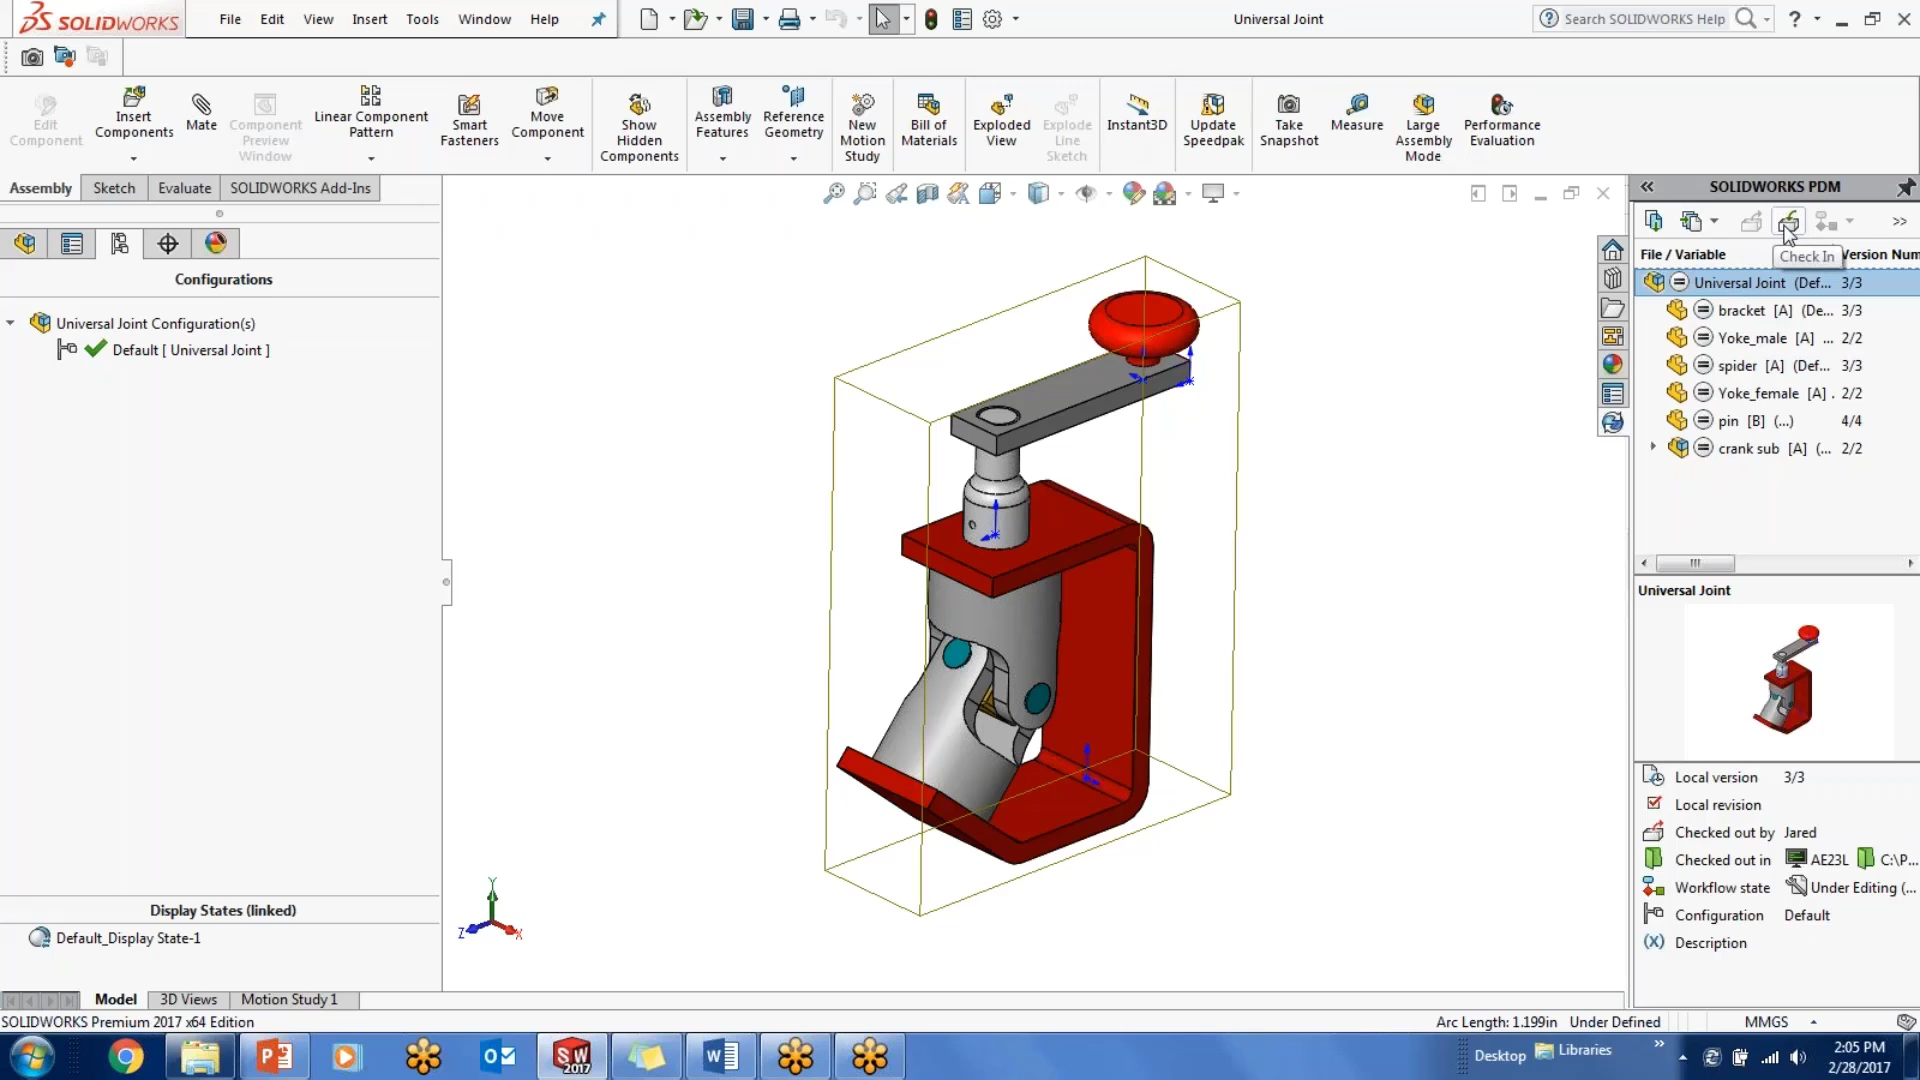 SOLIDWORKS
File Edit View Insert Tools Window Help
Universal Joint
Search SOLIDWORKS Help
Edit Component
Insert Components
Mate
Component Preview Window
Linear Component Pattern
Smart Fasteners
Move Component
Show Hidden Components
Assembly Features
Reference Geometry
New Motion Study
Bill of Materials
Exploded View
Explode Line Sketch
Instant3D
Update Speedpak
Take Snapshot
Measure
Large Assembly Mode
Performance Evaluation
Assembly Sketch Evaluate SOLIDWORKS Add-Ins
Configurations
Universal Joint Configuration(s)
Default [ Universal Joint ]
Display States (linked)
Default_Display State-1
Y
Z
X
SOLIDWORKS PDM
File / Variable Version Num
Check In
Universal Joint (Def... 3/3
bracket [A] (De... 3/3
Yoke_male [A] ... 2/2
spider [A] (Def... 3/3
Yoke_female [A] . 2/2
pin [B] (...) 4/4
crank sub [A] (... 2/2
Universal Joint
Local version 3/3
Local revision
Checked out by Jared
Checked out in AE23L C:\P...
Workflow state Under Editing (...
Configuration Default
(x) Description
Model 3D Views Motion Study 1
SOLIDWORKS Premium 2017 x64 Edition
Arc Length: 1.199in Under Defined MMGS
SW 2017
Desktop Libraries
2:05 PM
2/28/2017